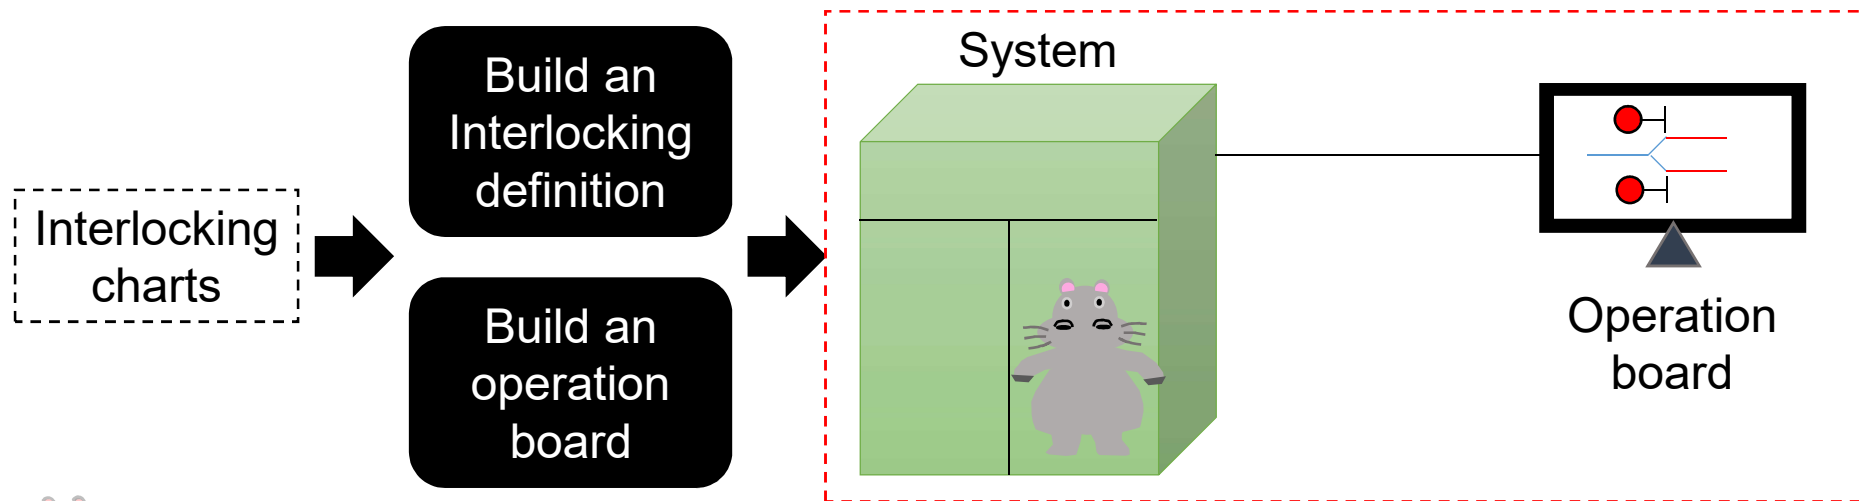 Interlocking
charts
Build an
Interlocking
definition
Build an
operation
board
System
Operation
board